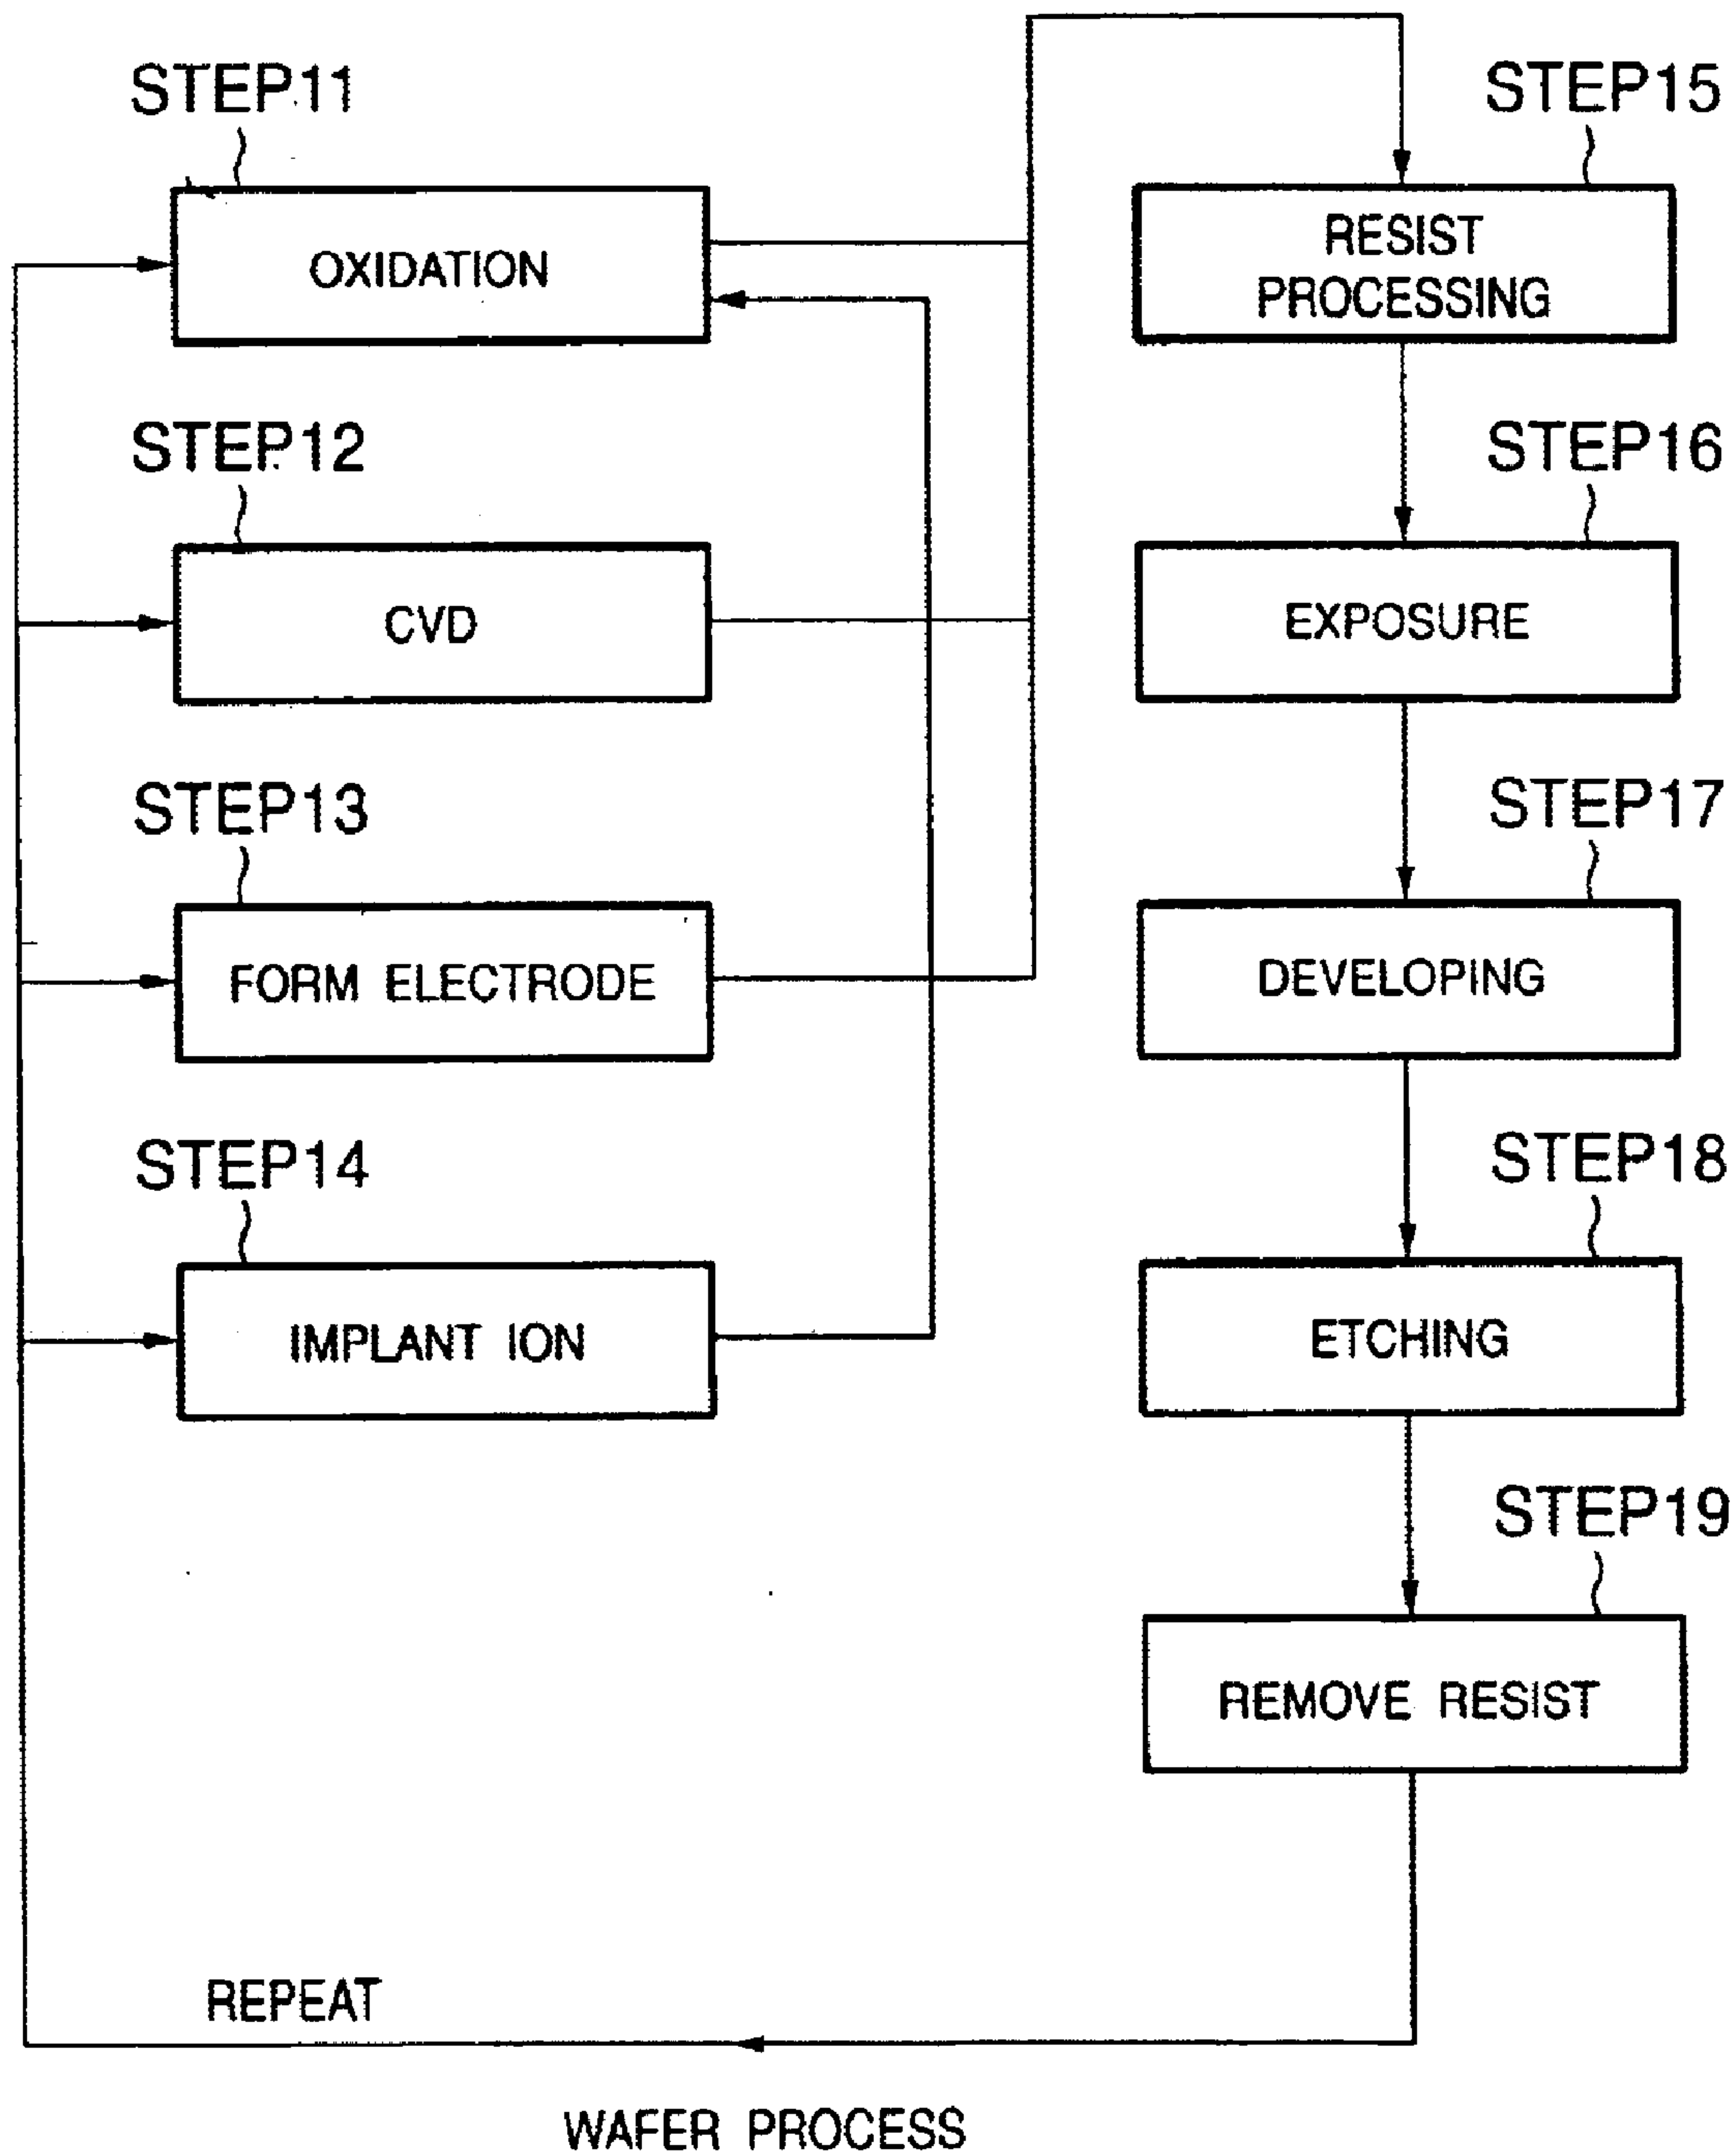 STEP11
OXIDATION
STEP12
CVD
STEP13
FORM ELECTRODE
STEP14
IMPLANT ION
STEP15
RESIST
PROCESSING
STEP16
EXPOSURE
STEP17
DEVELOPING
STEP18
ETCHING
STEP19
REMOVE RESIST
REPEAT
WAFER PROCESS